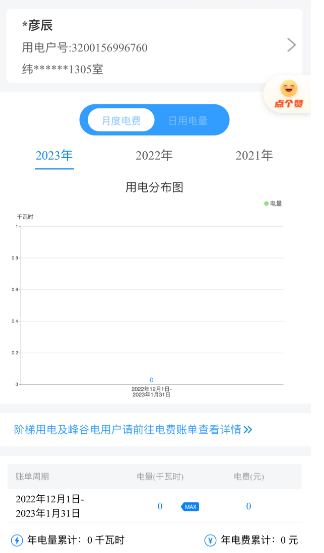 *彦辰
用电户号:3200156996760
纬******1305室
点个赞
月度电费 日用电量
2023年 2022年 2021年
用电分布图
电量
千瓦时
1
0.8
0.6
0.4
0.2
0
0
2022年12月1日-
2023年1月31日
阶梯用电及峰谷电用户请前往电费账单查看详情
账单周期 电量(千瓦时) 电费(元)
2022年12月1日-
2023年1月31日
0 MAX 0
年电量累计：0 千瓦时 年电费累计：0 元